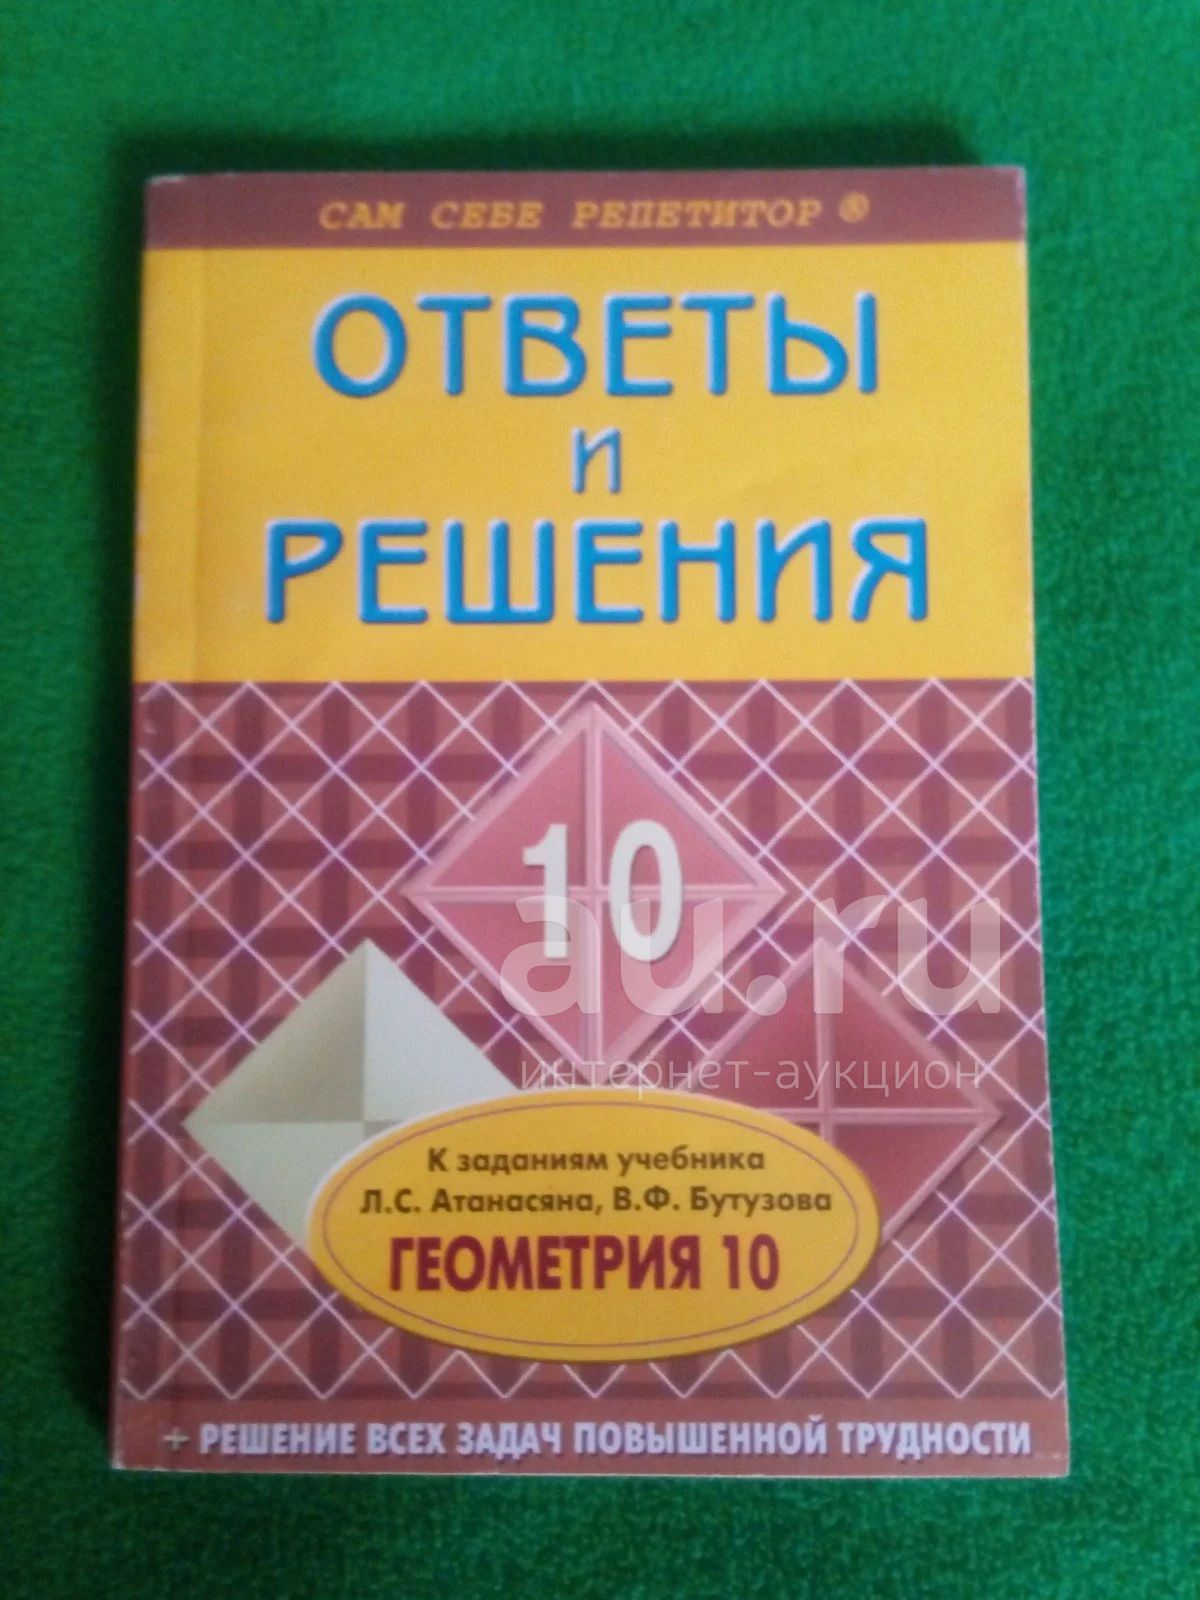 САМ СЕБЕ РЕПЕТИТОР ®
ОТВЕТЫ
и
РЕШЕНИЯ
10
au.ru
интернет-аукцион
К заданиям учебника
Л.С. Атанасяна, В.Ф. Бутузова
ГЕОМЕТРИЯ 10
+ РЕШЕНИЕ ВСЕХ ЗАДАЧ ПОВЫШЕННОЙ ТРУДНОСТИ